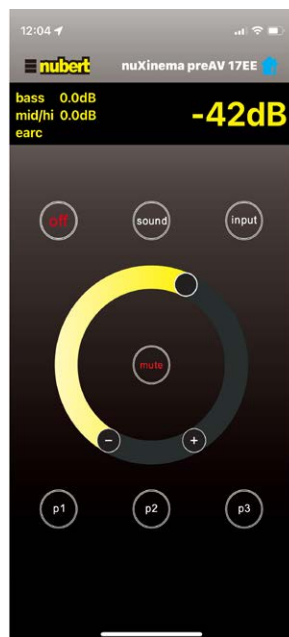 12:04
nubert nuXinema preAV 17EE
bass 0.0dB
mid/hi 0.0dB
earc
-42dB
off sound input
mute
- +
p1 p2 p3